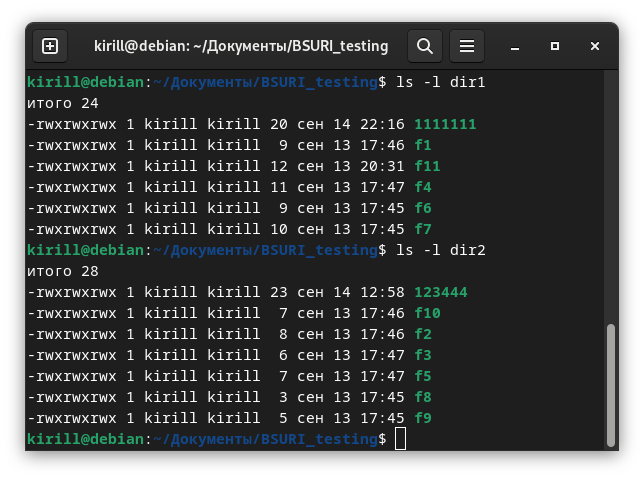 kirill@debian: ~/Документы/BSURI_testing
kirill@debian:~/Документы/BSURI_testing$ ls -l dir1
итого 24
-rwxrwxrwx 1 kirill kirill 20 сен 14 22:16 1111111
-rwxrwxrwx 1 kirill kirill  9 сен 13 17:46 f1
-rwxrwxrwx 1 kirill kirill 12 сен 13 20:31 f11
-rwxrwxrwx 1 kirill kirill 11 сен 13 17:47 f4
-rwxrwxrwx 1 kirill kirill  9 сен 13 17:45 f6
-rwxrwxrwx 1 kirill kirill 10 сен 13 17:45 f7
kirill@debian:~/Документы/BSURI_testing$ ls -l dir2
итого 28
-rwxrwxrwx 1 kirill kirill 23 сен 14 12:58 123444
-rwxrwxrwx 1 kirill kirill  7 сен 13 17:46 f10
-rwxrwxrwx 1 kirill kirill  8 сен 13 17:46 f2
-rwxrwxrwx 1 kirill kirill  6 сен 13 17:47 f3
-rwxrwxrwx 1 kirill kirill  7 сен 13 17:47 f5
-rwxrwxrwx 1 kirill kirill  3 сен 13 17:45 f8
-rwxrwxrwx 1 kirill kirill  5 сен 13 17:45 f9
kirill@debian:~/Документы/BSURI_testing$